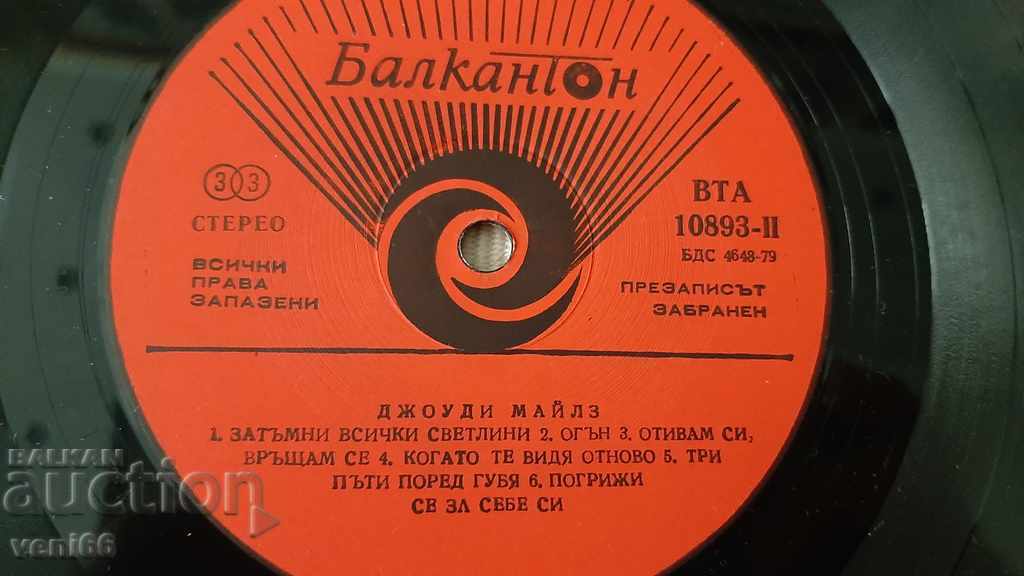 Балкантон
33
СТЕРЕО
ВТА
10893-II
БДС 4648-79
ВСИЧКИ
ПРАВА
ЗАПАЗЕНИ
ПРЕЗАПИСЪТ
ЗАБРАНЕН
ДЖОУДИ МАЙЛЗ
1. ЗАТЪМНИ ВСИЧКИ СВЕТЛИНИ 2. ОГЪН 3. ОТИВАМ СИ,
ВРЪЩАМ СЕ 4. КОГАТО ТЕ ВИДЯ ОТНОВО 5. ТРИ
ПЪТИ ПОРЕД ГУБЯ 6. ПОГРИЖИ
СЕ ЗА СЕБЕ СИ
BALKAN
auction
veni66